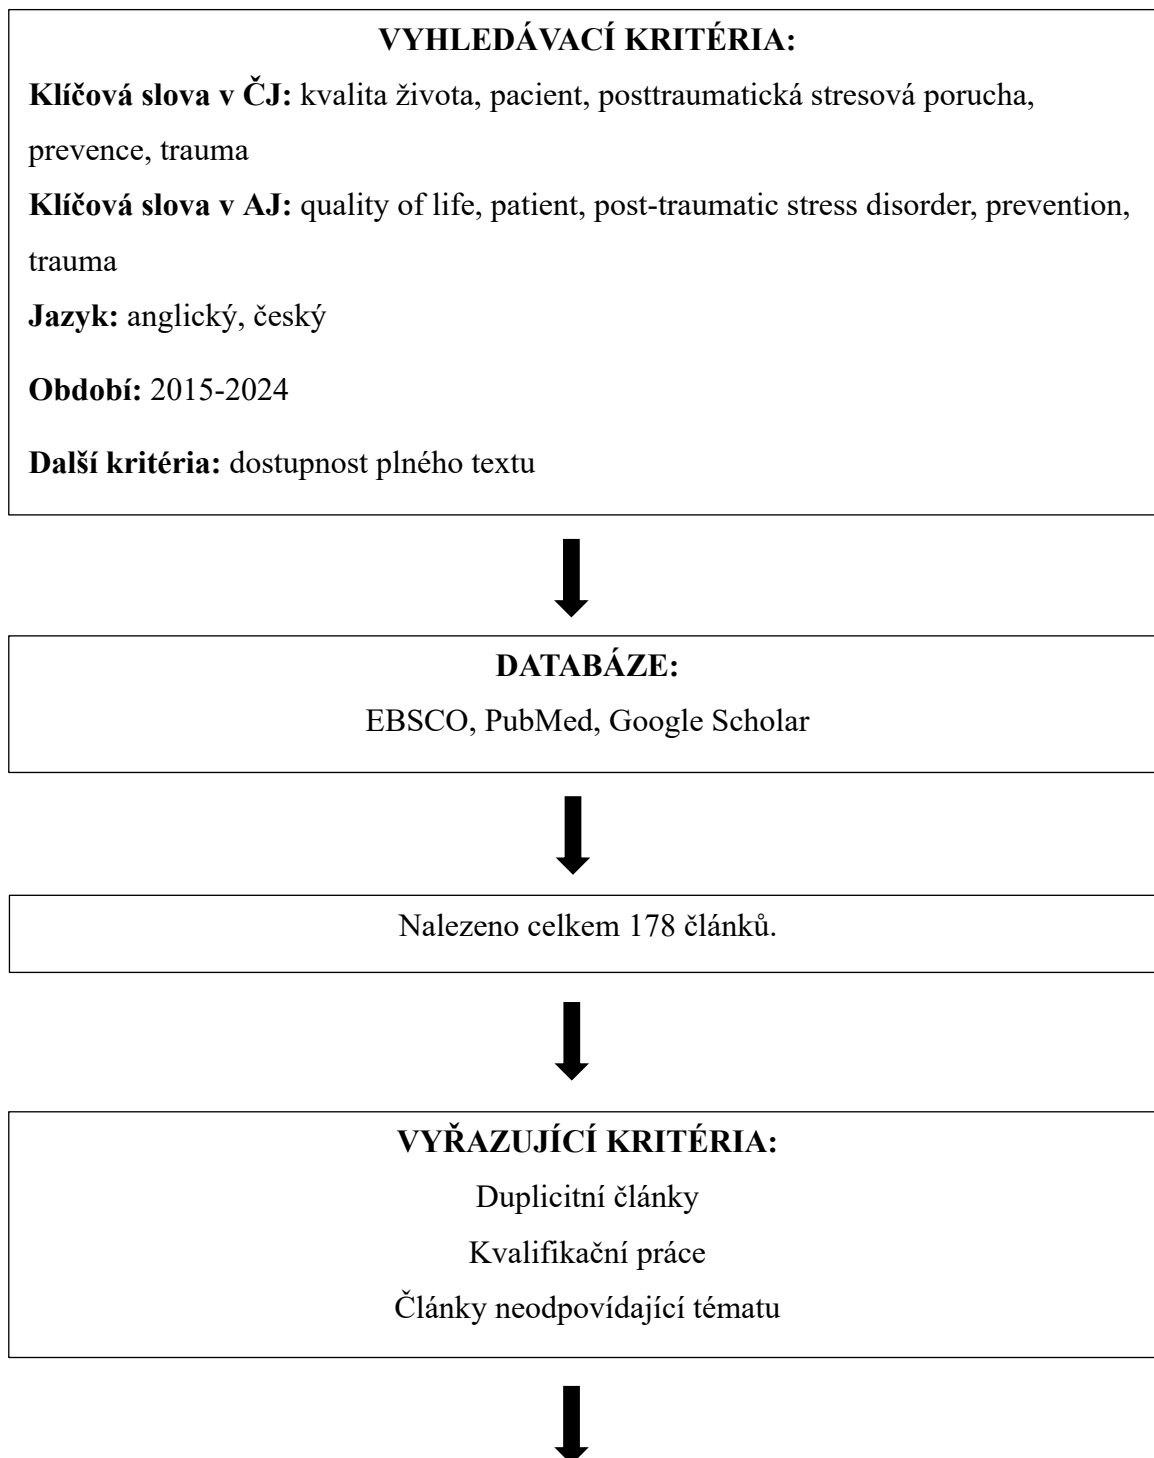 VYHLEDÁVACÍ KRITÉRIA:
Klíčová slova v ČJ: kvalita života, pacient, posttraumatická stresová porucha,
prevence, trauma
Klíčová slova v AJ: quality of life, patient, post-traumatic stress disorder, prevention,
trauma
Jazyk: anglický, český
Období: 2015-2024
Další kritéria: dostupnost plného textu
DATABÁZE:
EBSCO, PubMed, Google Scholar
Nalezeno celkem 178 článků.
VYŘAZUJÍCÍ KRITÉRIA:
Duplicitní články
Kvalifikační práce
Články neodpovídající tématu